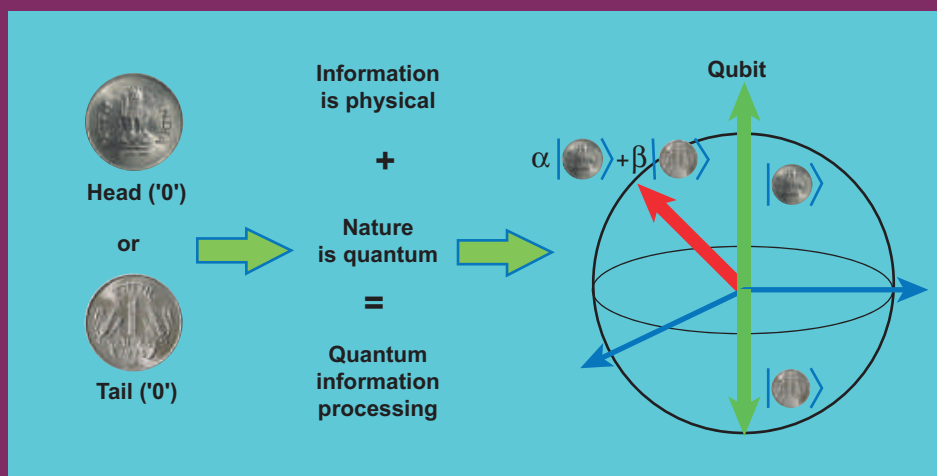 Head ('0')
or
Tail ('0')
Information
is physical
+
Nature
is quantum
=
Quantum
information
processing
Qubit
α|⟩+β|⟩
|⟩
|⟩